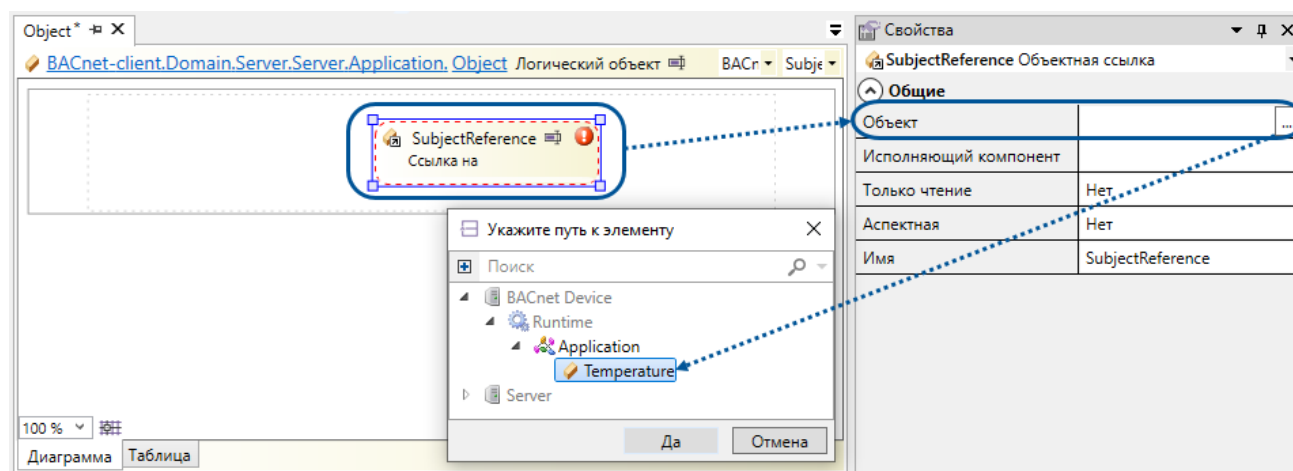 Object*
BACnet-client.Domain.Server.Server.Application. Object Логический объект
BACr
Subje
SubjectReference
Ссылка на
Укажите путь к элементу
Поиск
BACnet Device
Runtime
Application
Temperature
Server
Да
Отмена
100 %
Диаграмма
Таблица
Свойства
SubjectReference Объектная ссылка
Общие
Объект
...
Исполняющий компонент
Только чтение Нет
Аспектная Нет
Имя SubjectReference